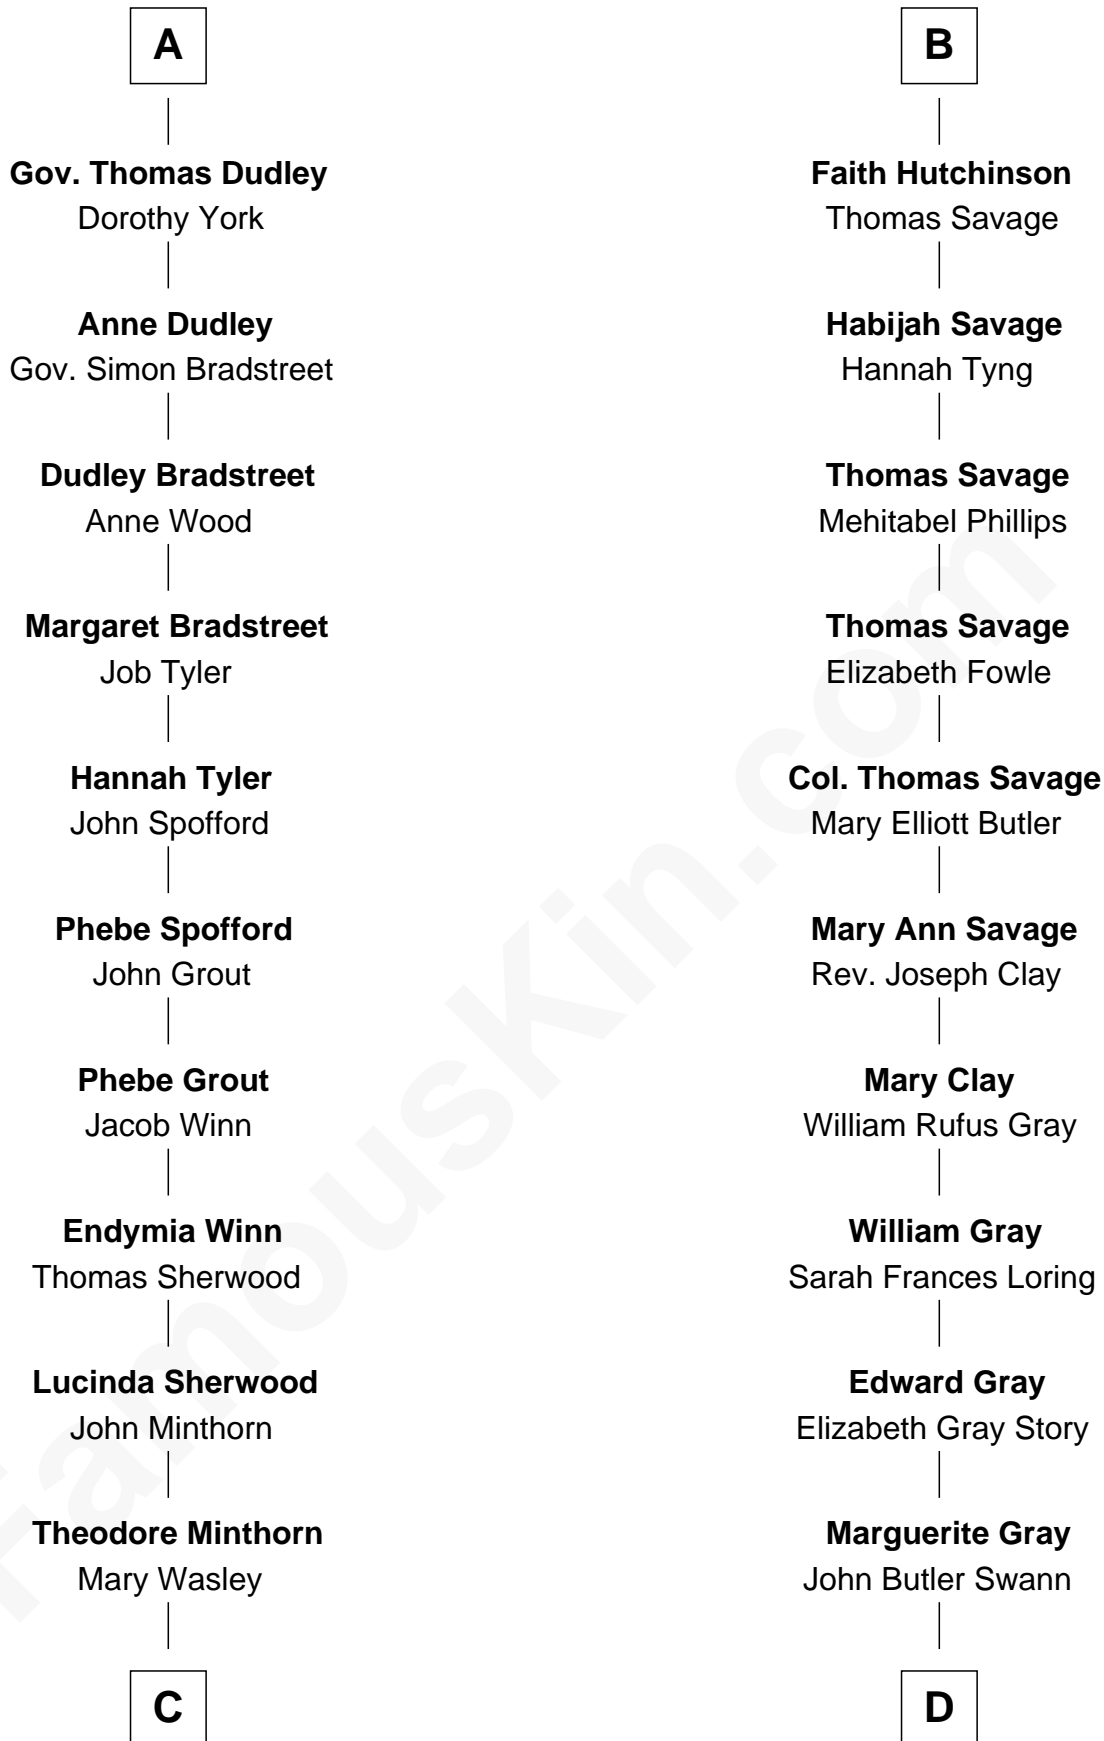 A
Gov. Thomas Dudley
Dorothy York
Anne Dudley
Gov. Simon Bradstreet
Dudley Bradstreet
Anne Wood
Margaret Bradstreet
Job Tyler
Hannah Tyler
John Spofford
Phebe Spofford
John Grout
Phebe Grout
Jacob Winn
Endymia Winn
Thomas Sherwood
Lucinda Sherwood
John Minthorn
Theodore Minthorn
Mary Wasley
C
B
Faith Hutchinson
Thomas Savage
Habijah Savage
Hannah Tyng
Thomas Savage
Mehitabel Phillips
Thomas Savage
Elizabeth Fowle
Col. Thomas Savage
Mary Elliott Butler
Mary Ann Savage
Rev. Joseph Clay
Mary Clay
William Rufus Gray
William Gray
Sarah Frances Loring
Edward Gray
Elizabeth Gray Story
Marguerite Gray
John Butler Swann
D
FamousKin.com